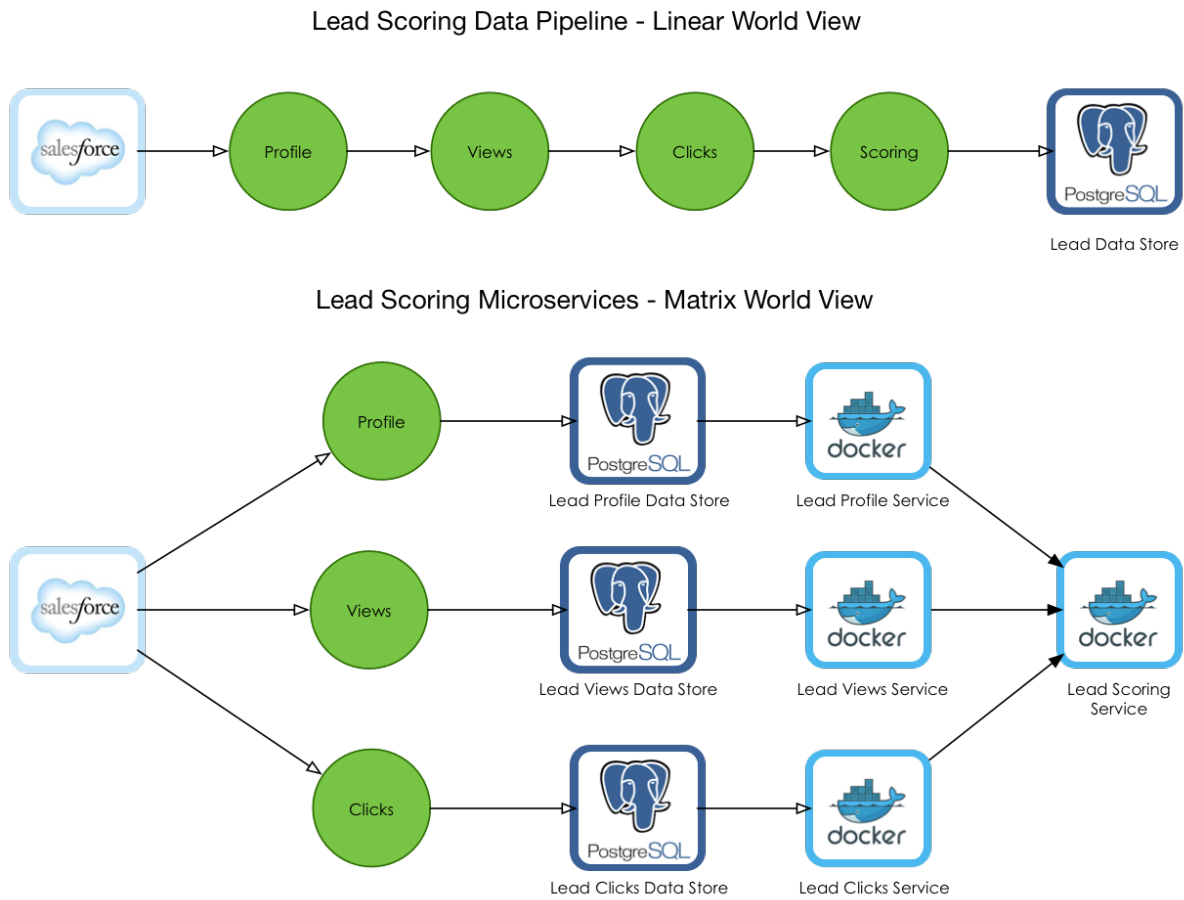 Lead Scoring Data Pipeline - Linear World View
salesforce
Profile
Views
Clicks
Scoring
PostgreSQL
Lead Data Store
Lead Scoring Microservices - Matrix World View
Profile
PostgreSQL
docker
Lead Profile Data Store
Lead Profile Service
salesforce
Views
PostgreSQL
docker
docker
Lead Views Data Store
Lead Views Service
Lead Scoring
Service
Clicks
PostgreSQL
docker
Lead Clicks Data Store
Lead Clicks Service